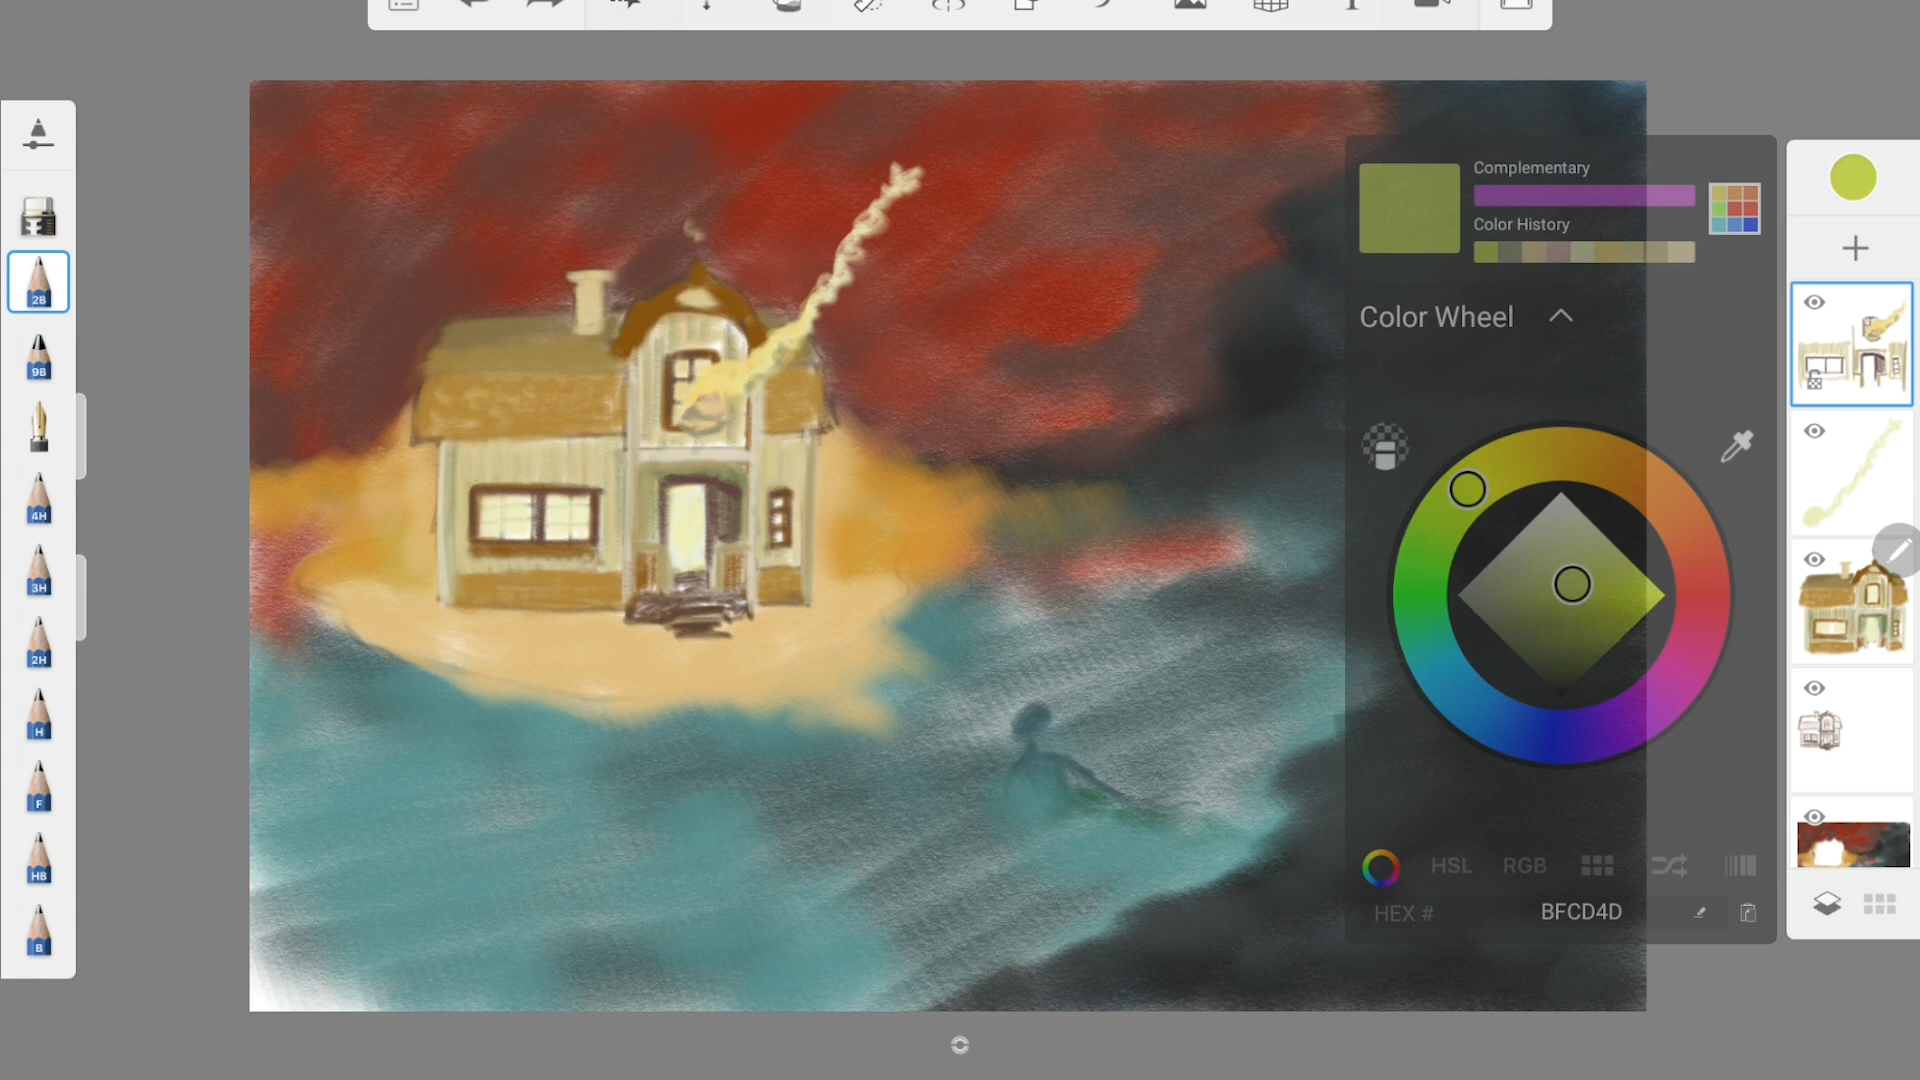 Complementary
Color History
Color Wheel
2B
9B
4H
3H
2H
H
F
HB
B
HSL RGB
HEX # BFCD4D